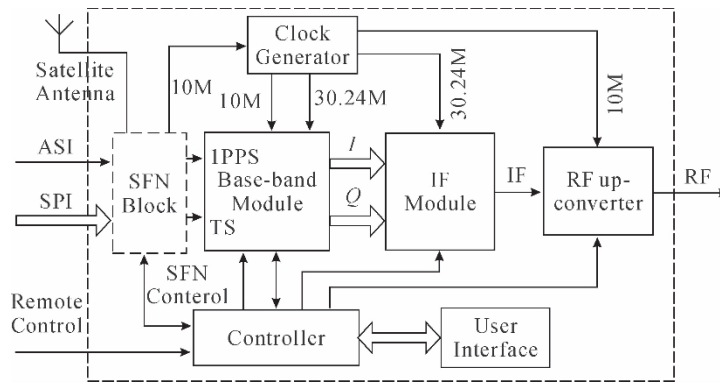 Clock
Generator
Satellite
Antenna
10M
10M
30.24M
30.24M
10M
ASI
SPI
SFN
Block
1PPS
Base-band
Module
TS
I
Q
IF
Module
IF
RF up-
converter
RF
SFN
Conterol
Remote
Control
Controller
User
Interface